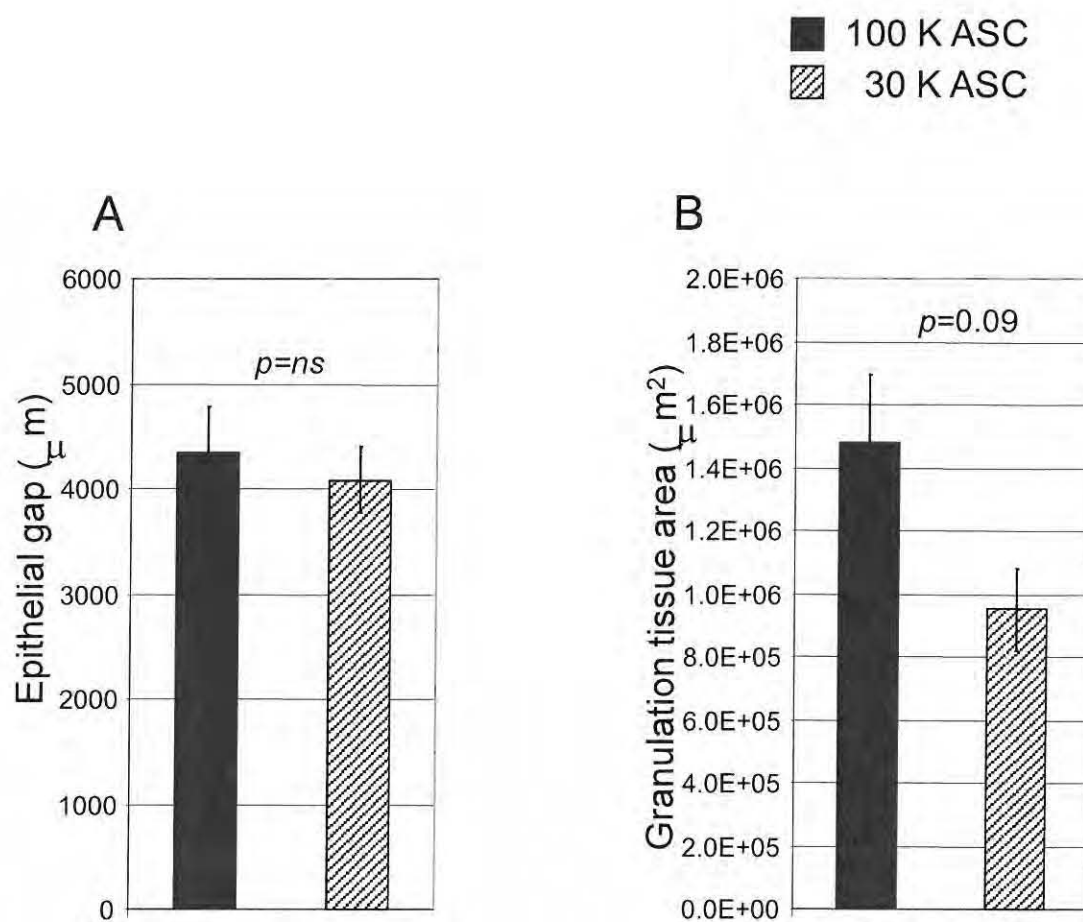 100 K ASC
30 K ASC
A
B
6000
5000
4000
3000
2000
1000
0
Epithelial gap (_m)
μ
p=ns
2.0E+06
1.8E+06
1.6E+06
1.4E+06
1.2E+06
1.0E+06
8.0E+05
6.0E+05
4.0E+05
2.0E+05
0.0E+00
Granulation tissue area (_m²)
μ
p=0.09